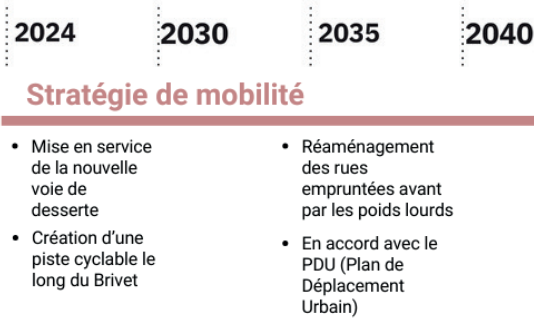 2024 2030 2035 2040
Stratégie de mobilité
• Mise en service
de la nouvelle
voie de
desserte
• Création d'une
piste cyclable le
long du Brivet
• Réaménagement
des rues
empruntées avant
par les poids lourds
• En accord avec le
PDU (Plan de
Déplacement
Urbain)